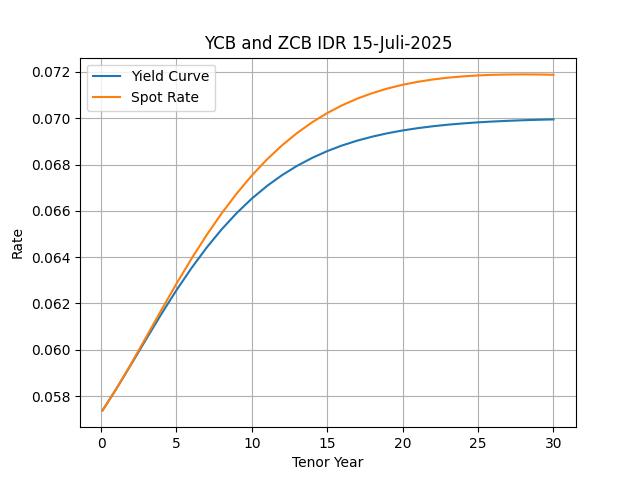 YCB and ZCB IDR 15-Juli-2025
Yield Curve
Spot Rate
0.072
0.070
0.068
0.066
0.064
0.062
0.060
0.058
Rate
0 5 10 15 20 25 30
Tenor Year